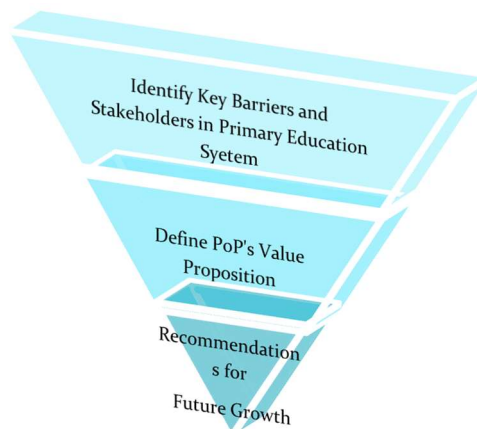 Identify Key Barriers and
Stakeholders in Primary Education
Syetem
Define PoP's Value
Proposition
Recommendation
s for
Future Growth